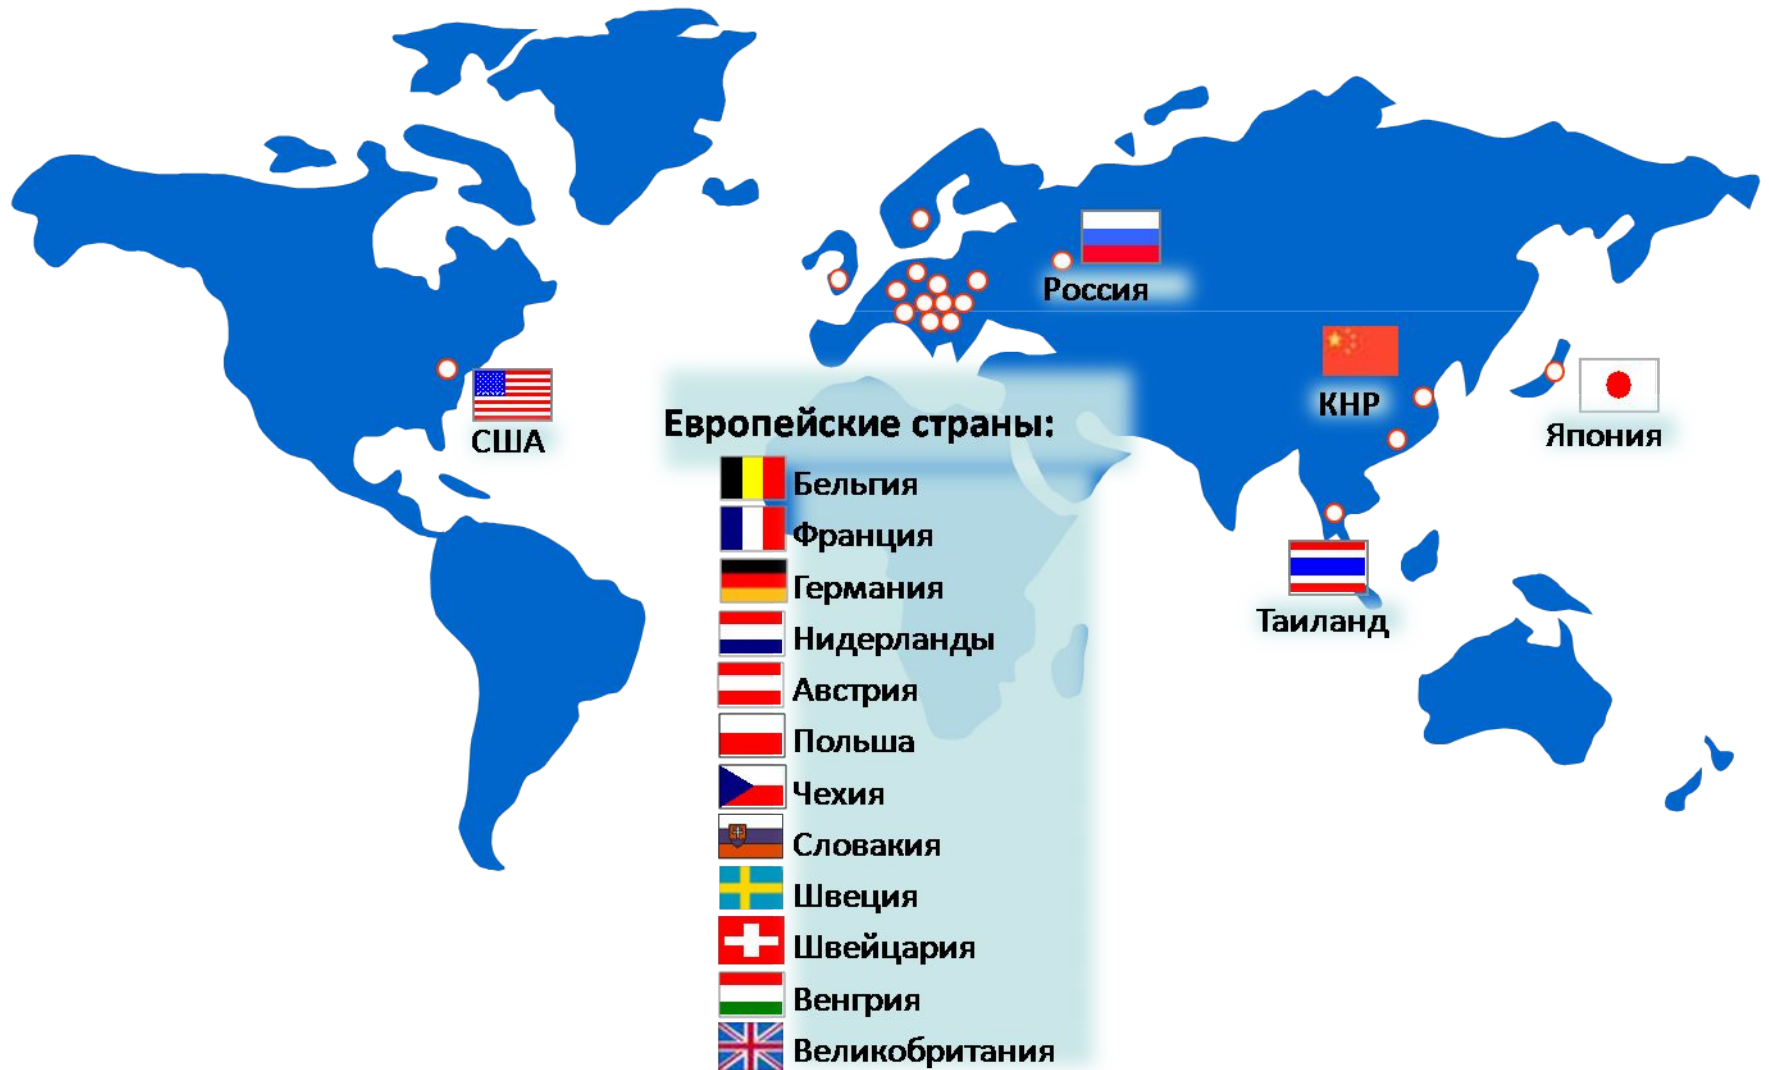 Россия
КНР
США
Европейские страны:
Япония
Бельгия
Франция
Германия
Таиланд
Нидерланды
Австрия
Польша
Чехия
Словакия
Швеция
Швейцария
Венгрия
Великобритания